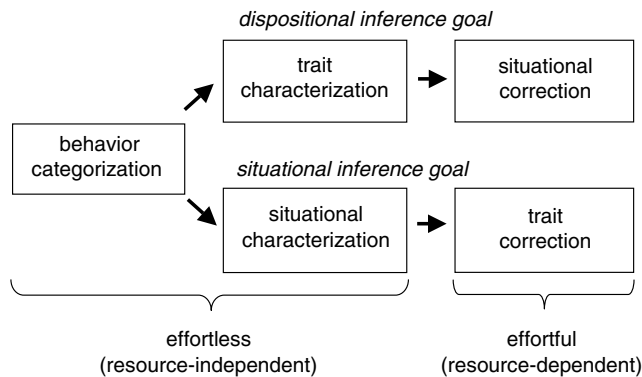 dispositional inference goal
trait
characterization
situational
correction
behavior
categorization
situational inference goal
situational
characterization
trait
correction
effortless
(resource-independent)
effortful
(resource-dependent)